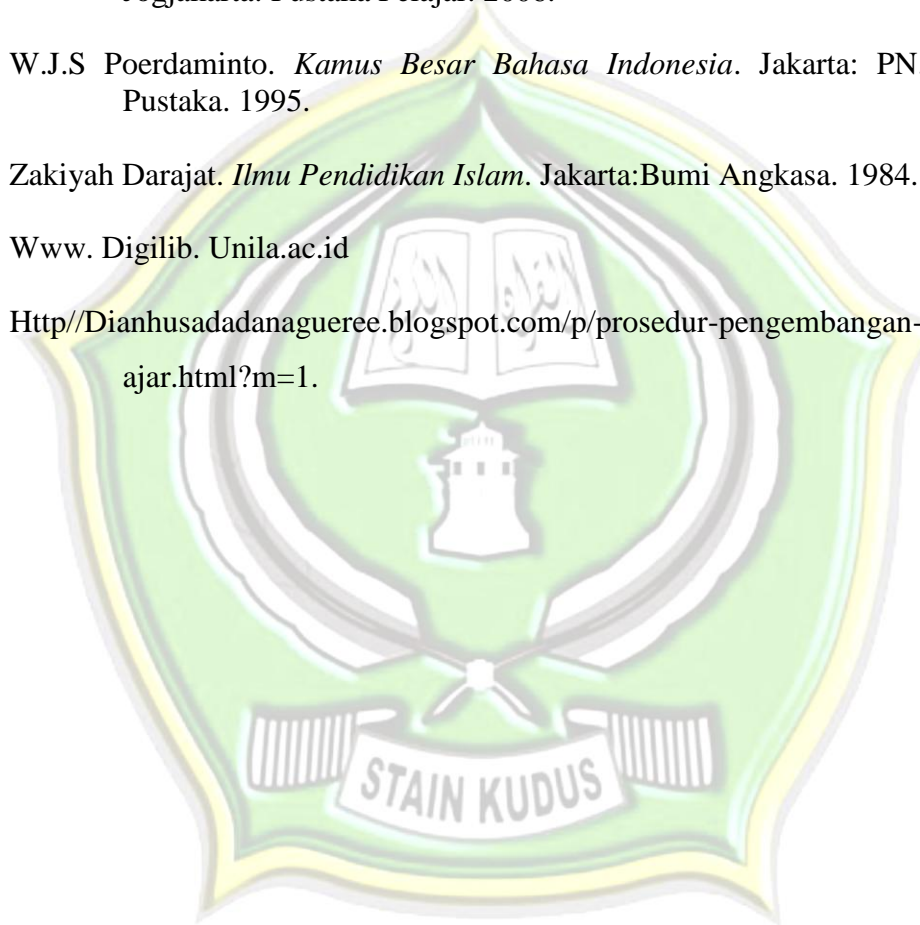 W.J.S Poerdaminto. Kamus Besar Bahasa Indonesia. Jakarta: PN
Pustaka. 1995.
Zakiyah Darajat. Ilmu Pendidikan Islam. Jakarta:Bumi Angkasa. 1984.
Www. Digilib. Unila.ac.id
Http//Dianhusadadanagueree.blogspot.com/p/prosedur-pengembangan-
ajar.html?m=1.
STAIN KUDUS